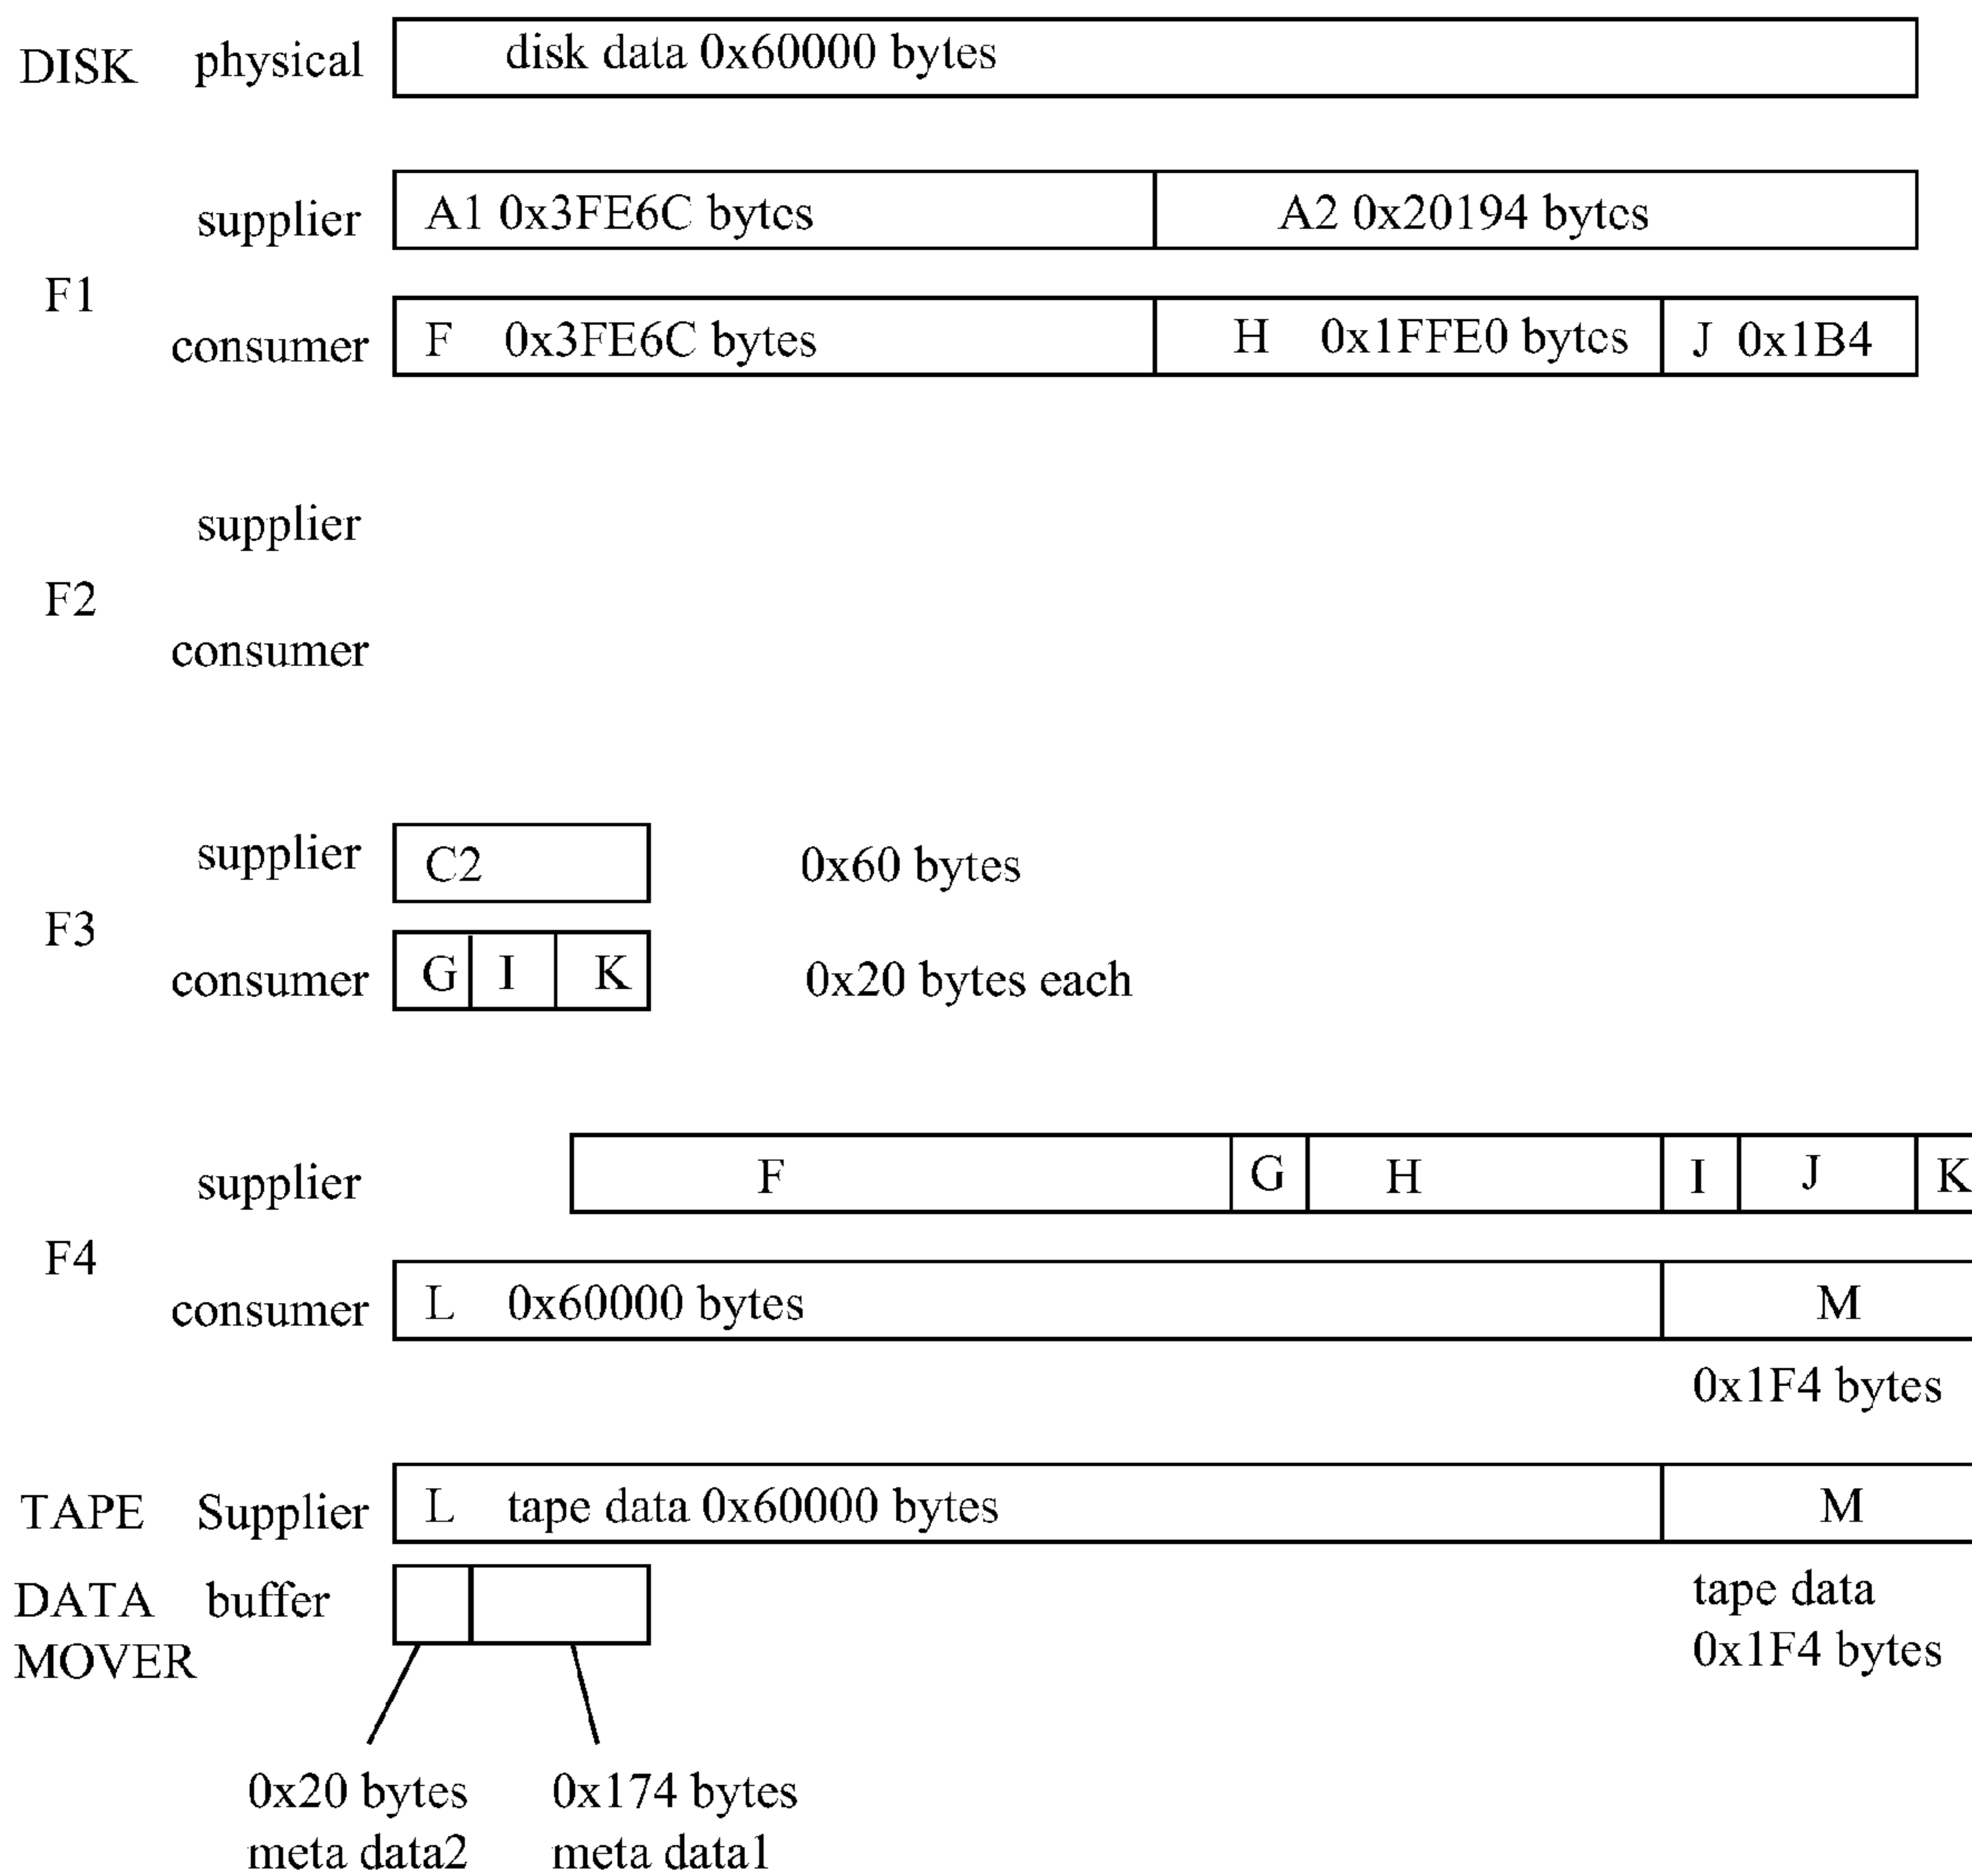 DISK physical disk data 0x60000 bytes
supplier A1 0x3FE6C bytes A2 0x20194 bytes
F1
consumer F 0x3FE6C bytes H 0x1FFE0 bytes J 0x1B4
supplier
F2
consumer
supplier C2 0x60 bytes
F3
consumer G I K 0x20 bytes each
supplier F G H I J K
F4
consumer L 0x60000 bytes M
0x1F4 bytes
TAPE Supplier L tape data 0x60000 bytes M
DATA buffer tape data
MOVER 0x1F4 bytes
0x20 bytes 0x174 bytes
meta data2 meta data1